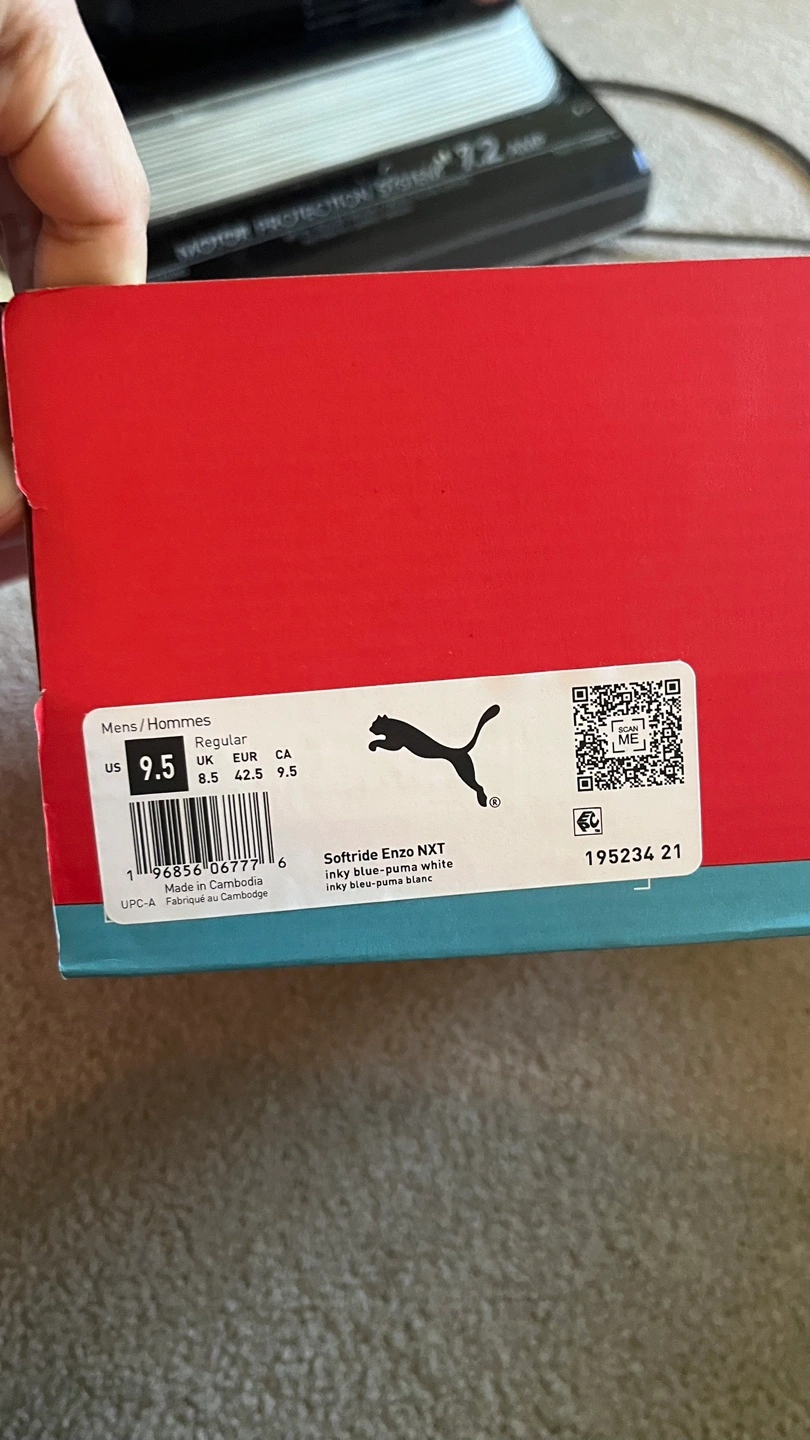 MOTOR PROTECTION SYSTEM 7.2 AMP
Mens/Hommes
Regular
US 9.5
UK EUR CA
8.5 42.5 9.5
1 96856 06777 6
Made in Cambodia
UPC-A Fabriqué au Cambodge
®
Softride Enzo NXT
inky blue-puma white
inky bleu-puma blanc
SCAN
ME
195234 21